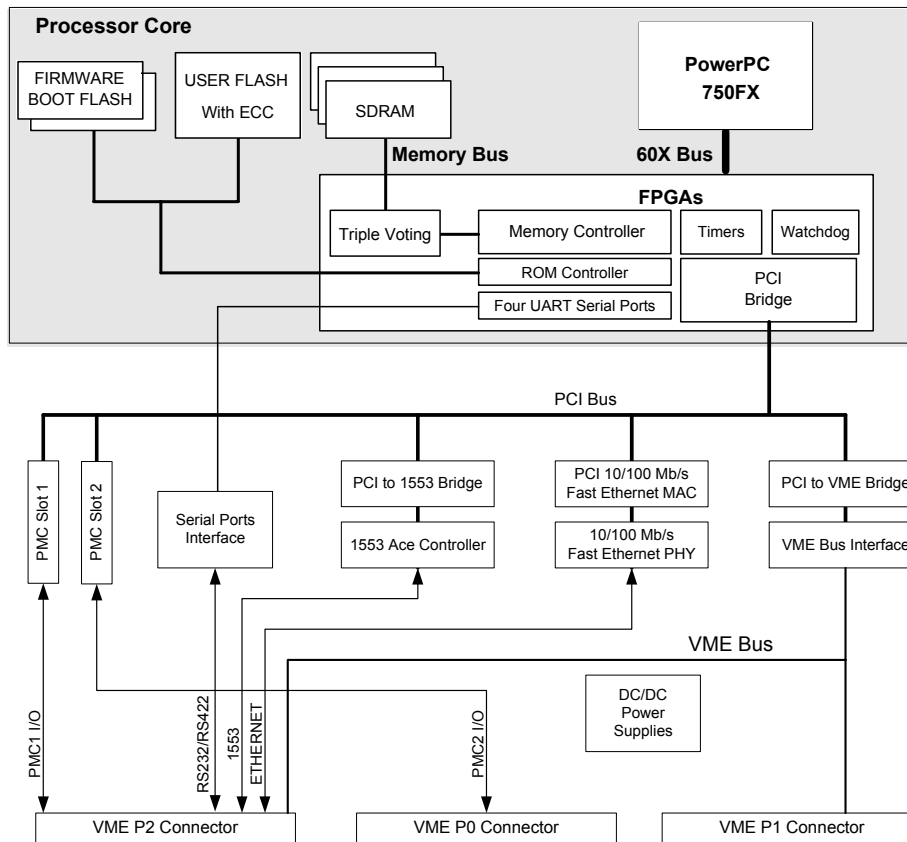 Processor Core
FIRMWARE
BOOT FLASH
USER FLASH
With ECC
SDRAM
PowerPC
750FX
Memory Bus
60X Bus
FPGAs
Triple Voting
Memory Controller
Timers
Watchdog
ROM Controller
PCI
Bridge
Four UART Serial Ports
PCI Bus
PMC Slot 1
PMC Slot 2
Serial Ports
Interface
PCI to 1553 Bridge
1553 Ace Controller
PCI 10/100 Mb/s
Fast Ethernet MAC
10/100 Mb/s
Fast Ethernet PHY
PCI to VME Bridge
VME Bus Interface
VME Bus
DC/DC
Power
Supplies
PMC1 I/O
RS232/RS422
1553
ETHERNET
PMC2 I/O
VME P2 Connector
VME P0 Connector
VME P1 Connector